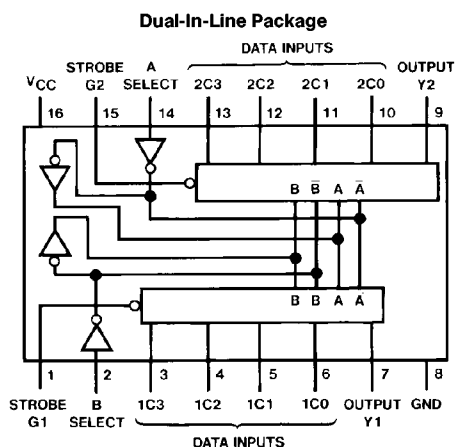 Dual-In-Line Package
DATA INPUTS
STROBE A OUTPUT
VCC G2 SELECT 2C3 2C2 2C1 2C0 Y2
16 15 14 13 12 11 10 9
B B̅ A A̅
B B̅ A A̅
1 2 3 4 5 6 7 8
STROBE B 1C3 1C2 1C1 1C0 OUTPUT GND
G1 SELECT Y1
DATA INPUTS